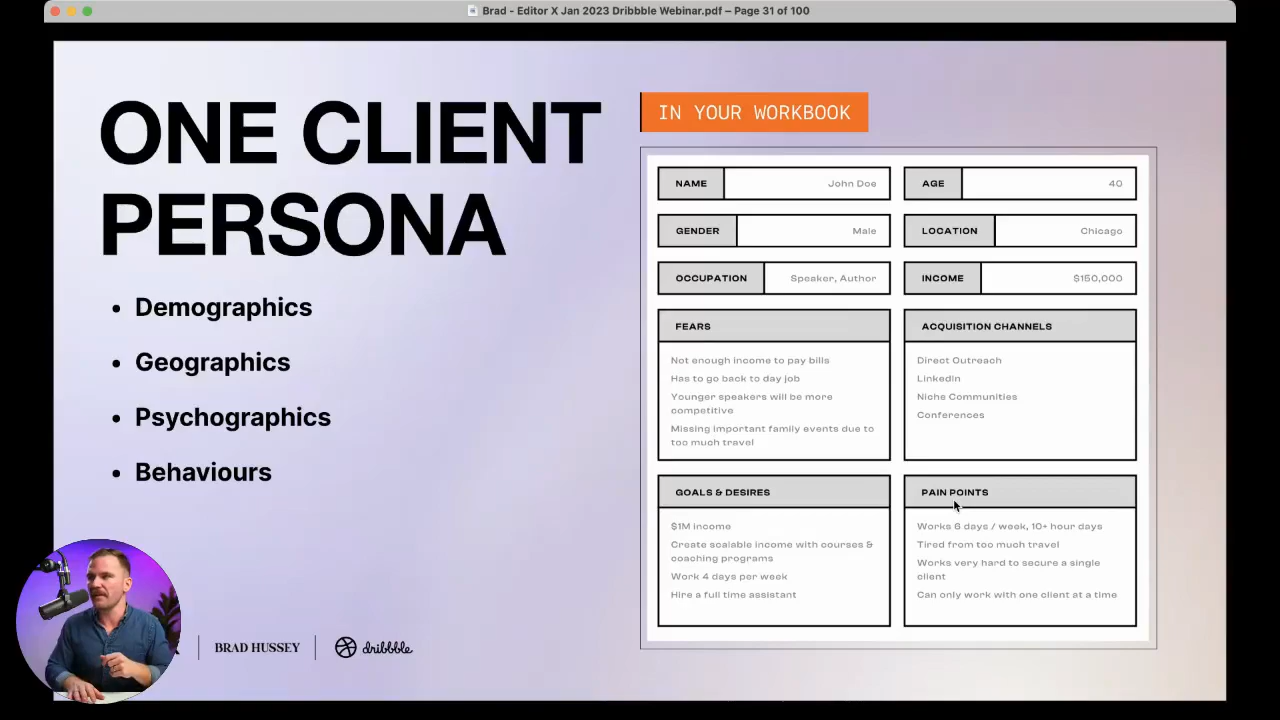 Brad - Editor X Jan 2023 Dribbble Webinar.pdf – Page 31 of 100
ONE CLIENT
PERSONA
• Demographics
• Geographics
• Psychographics
• Behaviours
BRAD HUSSEY
dribbble
IN YOUR WORKBOOK
NAME John Doe
AGE 40
GENDER Male
LOCATION Chicago
OCCUPATION Speaker, Author
INCOME $150,000
FEARS
Not enough income to pay bills
Has to go back to day job
Younger speakers will be more
competitive
Missing important family events due to
too much travel
ACQUISITION CHANNELS
Direct Outreach
LinkedIn
Niche Communities
Conferences
GOALS & DESIRES
$1M income
Create scalable income with courses &
coaching programs
Work 4 days per week
Hire a full time assistant
PAIN POINTS
Works 6 days / week, 10+ hour days
Tired from too much travel
Works very hard to secure a single
client
Can only work with one client at a time